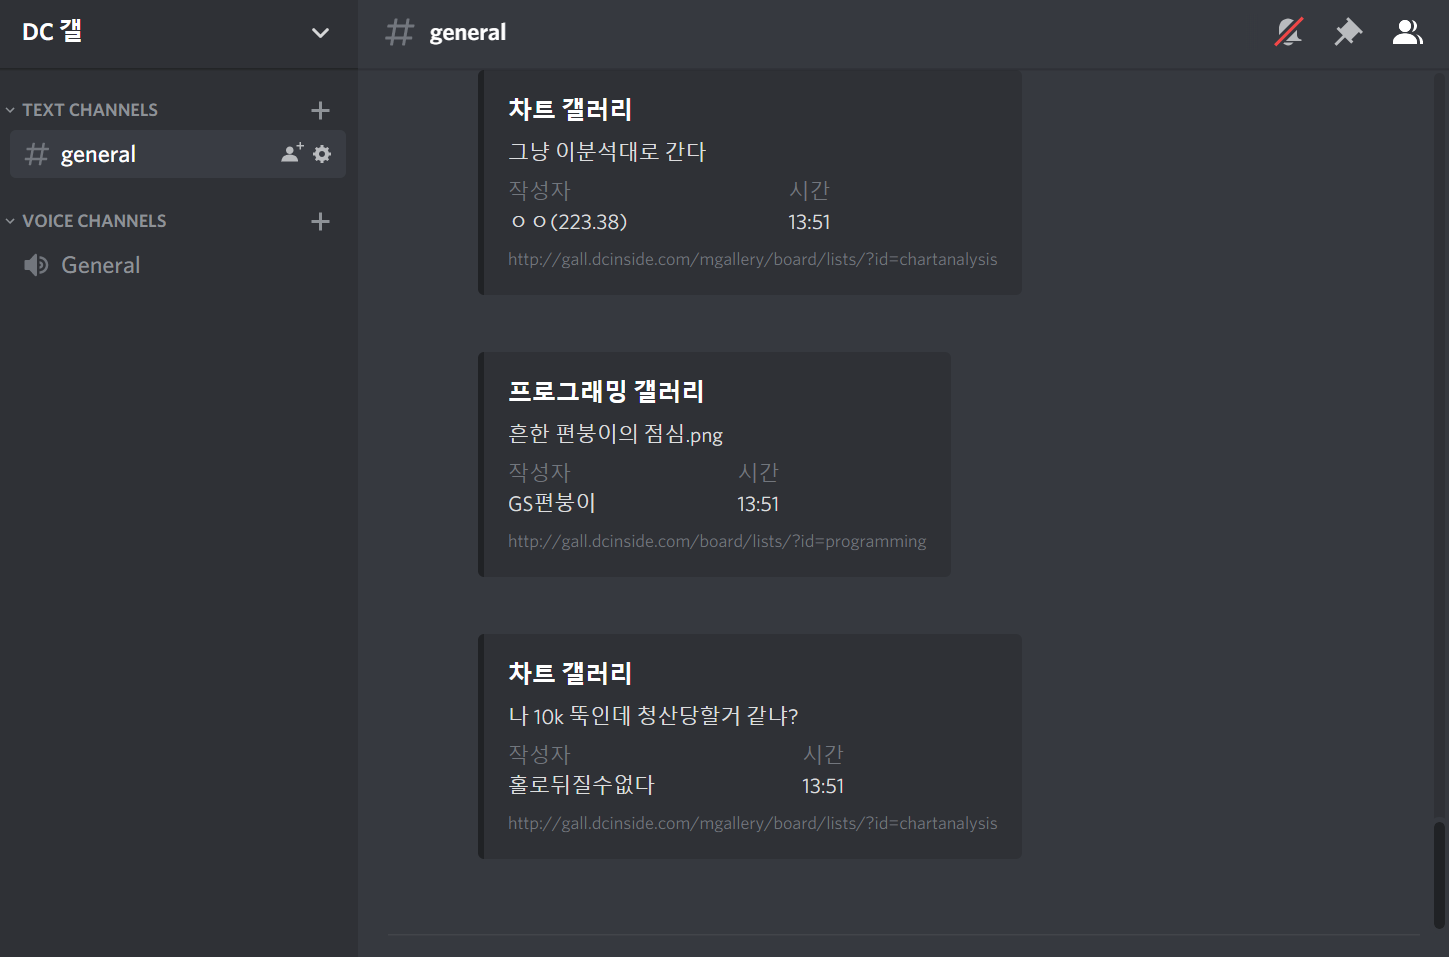 DC 갤
TEXT CHANNELS
general
VOICE CHANNELS
General
general
차트 갤러리
그냥 이분석대로 간다
작성자 시간
ㅇㅇ(223.38) 13:51
http://gall.dcinside.com/mgallery/board/lists/?id=chartanalysis
프로그래밍 갤러리
흔한 편붕이의 점심.png
작성자 시간
GS편붕이 13:51
http://gall.dcinside.com/board/lists/?id=programming
차트 갤러리
나 10k 뚝인데 청산당할거 같냐?
작성자 시간
홀로뒤질수없다 13:51
http://gall.dcinside.com/mgallery/board/lists/?id=chartanalysis